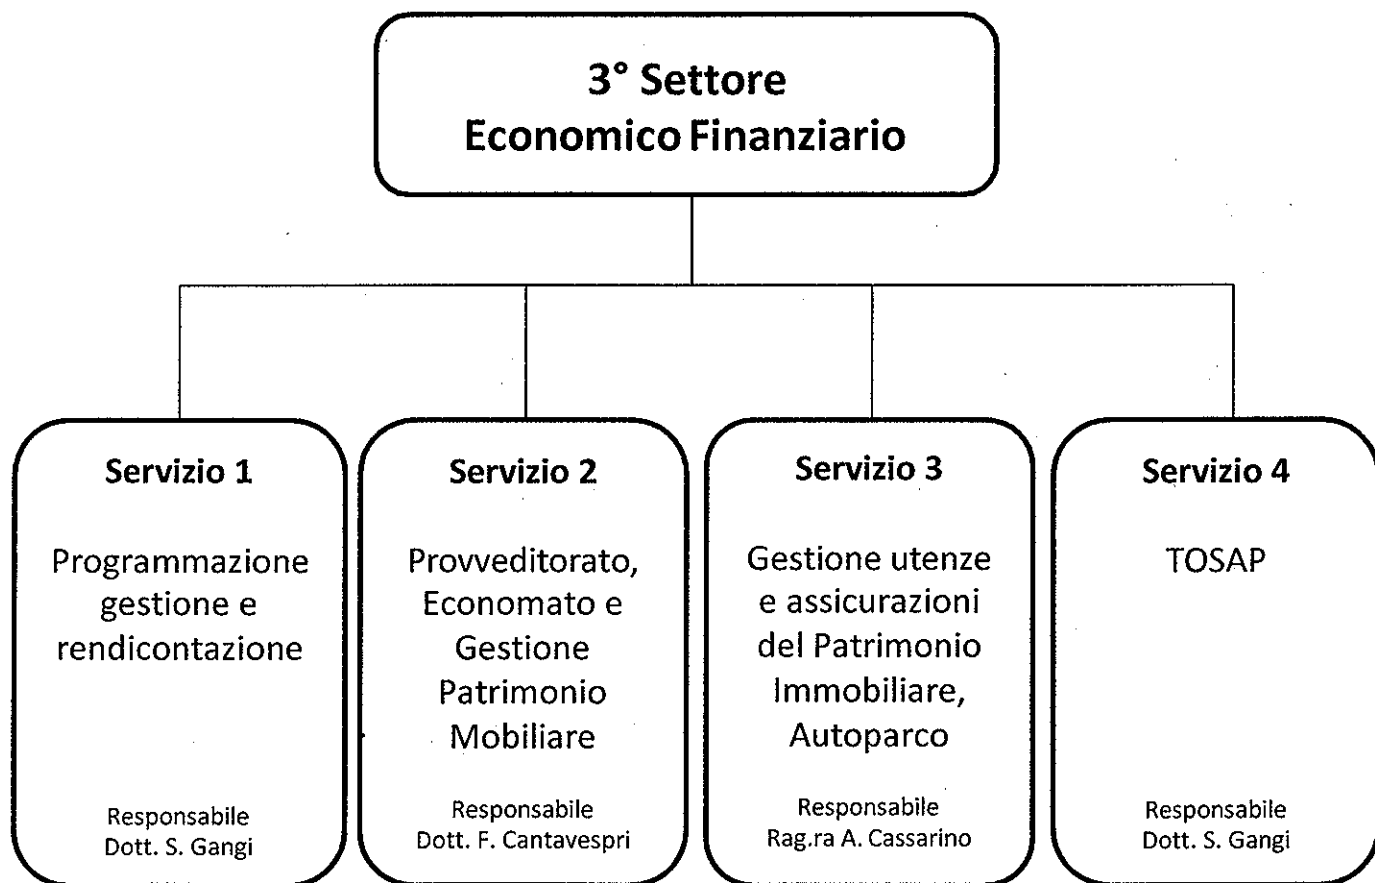 3° Settore
Economico Finanziario
Servizio 1
Programmazione
gestione e
rendicontazione
Responsabile
Dott. S. Gangi
Servizio 2
Provveditorato,
Economato e
Gestione
Patrimonio
Mobiliare
Responsabile
Dott. F. Cantavespri
Servizio 3
Gestione utenze
e assicurazioni
del Patrimonio
Immobiliare,
Autoparco
Responsabile
Rag.ra A. Cassarino
Servizio 4
TOSAP
Responsabile
Dott. S. Gangi